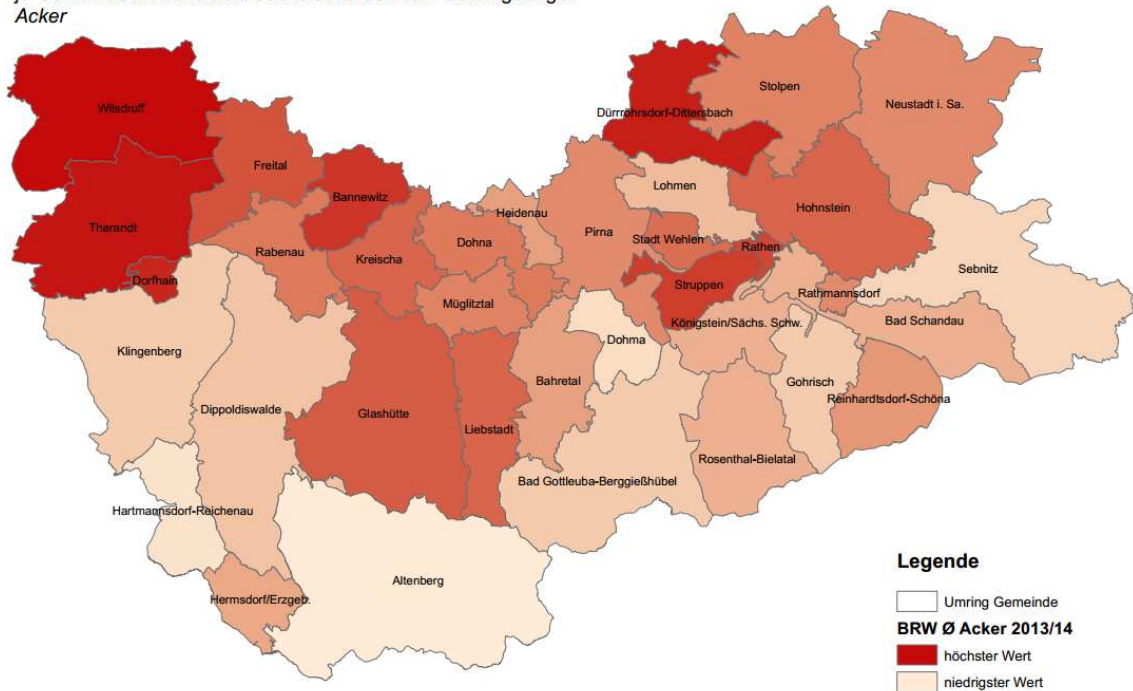 Acker
Wilsdruff
Dürrröhrsdorf-Dittersbach
Stolpen
Neustadt i. Sa.
Freital
Bannewitz
Lohmen
Tharandt
Heidenau
Hohnstein
Rabenau
Kreischa
Dohna
Pirna
Stadt Wehlen
Rathen
Sebnitz
Dorfhain
Struppen
Rathmannsdorf
Müglitztal
Königstein/Sächs. Schw.
Bad Schandau
Klingenberg
Dohma
Gohrisch
Bahretal
Reinhardtsdorf-Schöna
Dippoldiswalde
Glashütte
Liebstadt
Rosenthal-Bielatal
Bad Gottleuba-Berggießhübel
Hartmannsdorf-Reichenau
Altenberg
Hermsdorf/Erzgeb.
Legende
Umring Gemeinde
BRW Ø Acker 2013/14
höchster Wert
niedrigster Wert